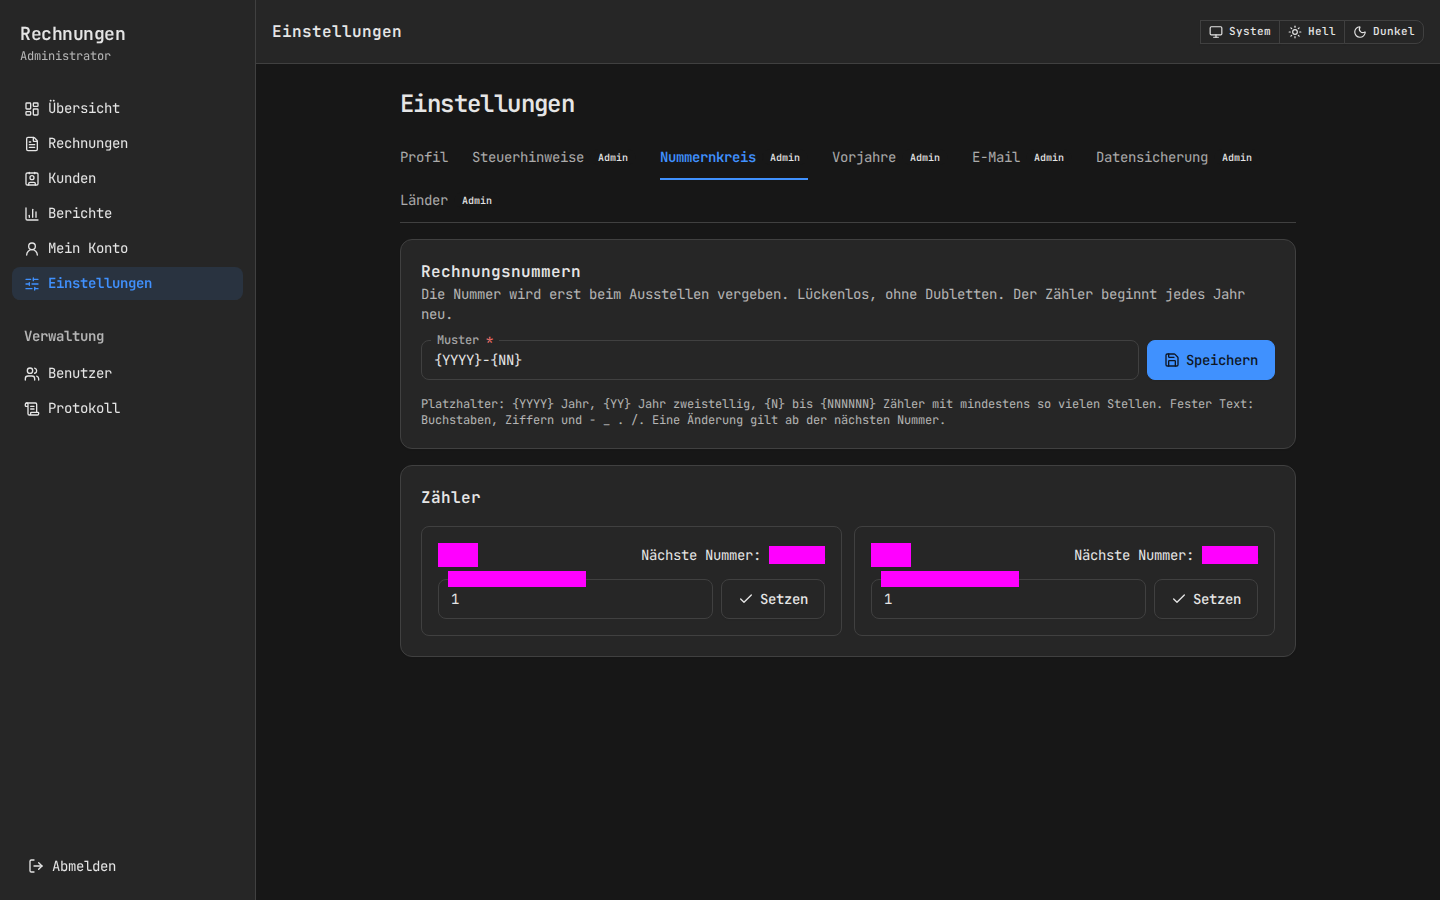 Rechnungen
Administrator
Übersicht
Rechnungen
Kunden
Berichte
Mein Konto
Einstellungen
Verwaltung
Benutzer
Protokoll
Abmelden
Einstellungen
System Hell Dunkel
Einstellungen
Profil Steuerhinweise Admin Nummernkreis Admin Vorjahre Admin E-Mail Admin Datensicherung Admin
Länder Admin
Rechnungsnummern
Die Nummer wird erst beim Ausstellen vergeben. Lückenlos, ohne Dubletten. Der Zähler beginnt jedes Jahr
neu.
Muster *
{YYYY}-{NN}
Speichern
Platzhalter: {YYYY} Jahr, {YY} Jahr zweistellig, {N} bis {NNNNNN} Zähler mit mindestens so vielen Stellen. Fester Text:
Buchstaben, Ziffern und - _ . /. Eine Änderung gilt ab der nächsten Nummer.
Zähler
Nächste Nummer:
1
Setzen
Nächste Nummer:
1
Setzen